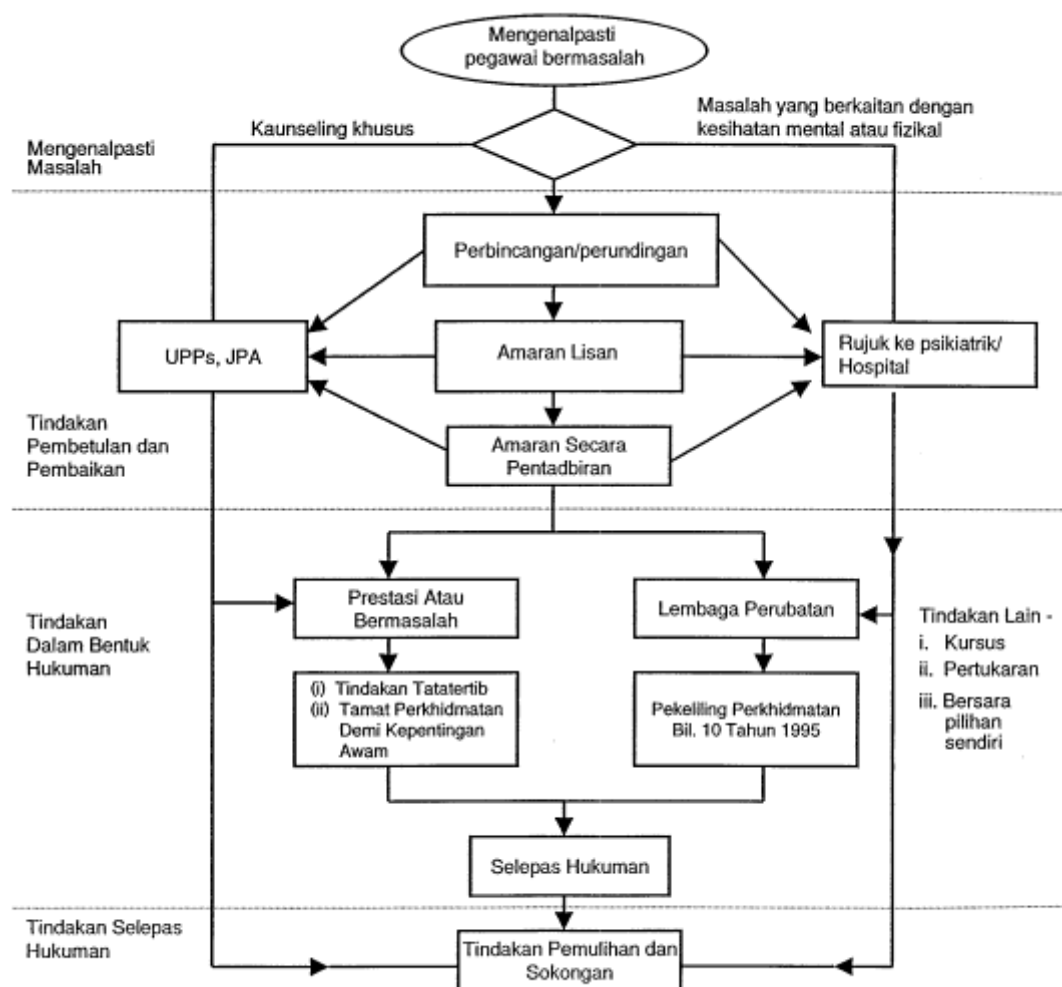 Mengenalpasti
pegawai bermasalah
Kaunseling khusus
Masalah yang berkaitan dengan
kesihatan mental atau fizikal
Mengenalpasti
Masalah
Perbincangan/perundingan
UPPs, JPA
Amaran Lisan
Rujuk ke psikiatrik/
Hospital
Tindakan
Pembetulan dan
Pembaikan
Amaran Secara
Pentadbiran
Tindakan
Dalam Bentuk
Hukuman
Prestasi Atau
Bermasalah
Lembaga Perubatan
Tindakan Lain -
i. Kursus
ii. Pertukaran
iii. Bersara
pilihan
sendiri
(i) Tindakan Tatatertib
(ii) Tamat Perkhidmatan
Demi Kepentingan
Awam
Pekeliling Perkhidmatan
Bil. 10 Tahun 1995
Selepas Hukuman
Tindakan Selepas
Hukuman
Tindakan Pemulihan dan
Sokongan